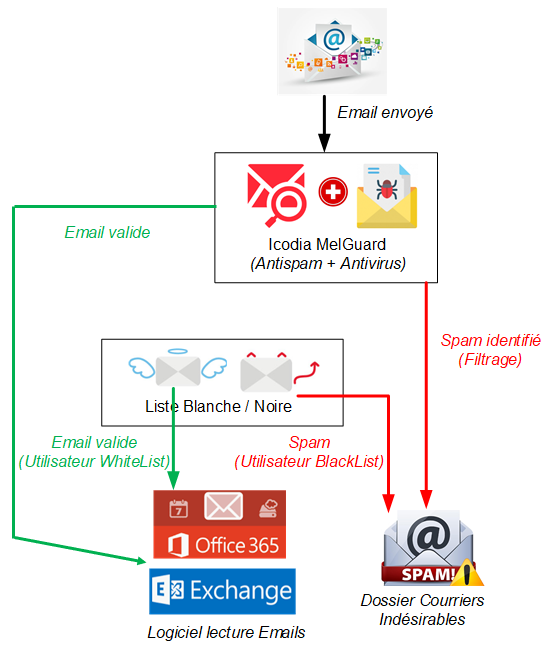 @
Email envoyé
Icodia MelGuard
(Antispam + Antivirus)
Email valide
Spam identifié
(Filtrage)
Liste Blanche / Noire
Email valide
(Utilisateur WhiteList)
Spam
(Utilisateur BlackList)
7
Office 365
E Exchange
Logiciel lecture Emails
@
SPAM!
Dossier Courriers
Indésirables